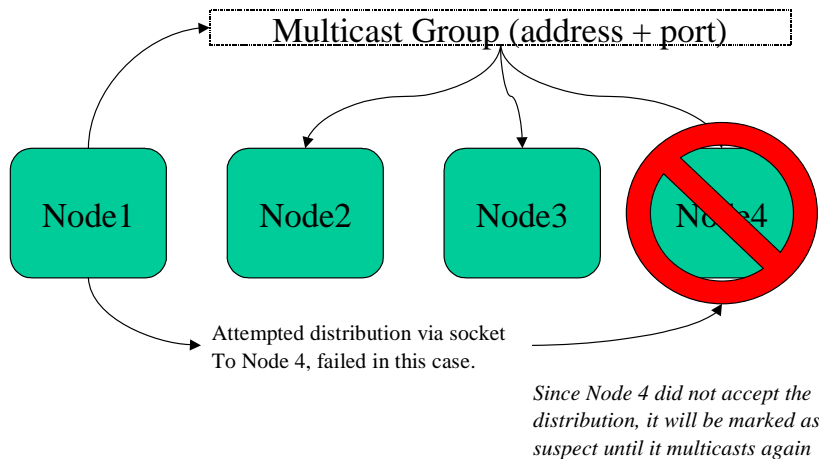 Multicast Group (address + port)
Node1
Node2
Node3
Node4
Attempted distribution via socket
To Node 4, failed in this case.
Since Node 4 did not accept the
distribution, it will be marked as
suspect until it multicasts again